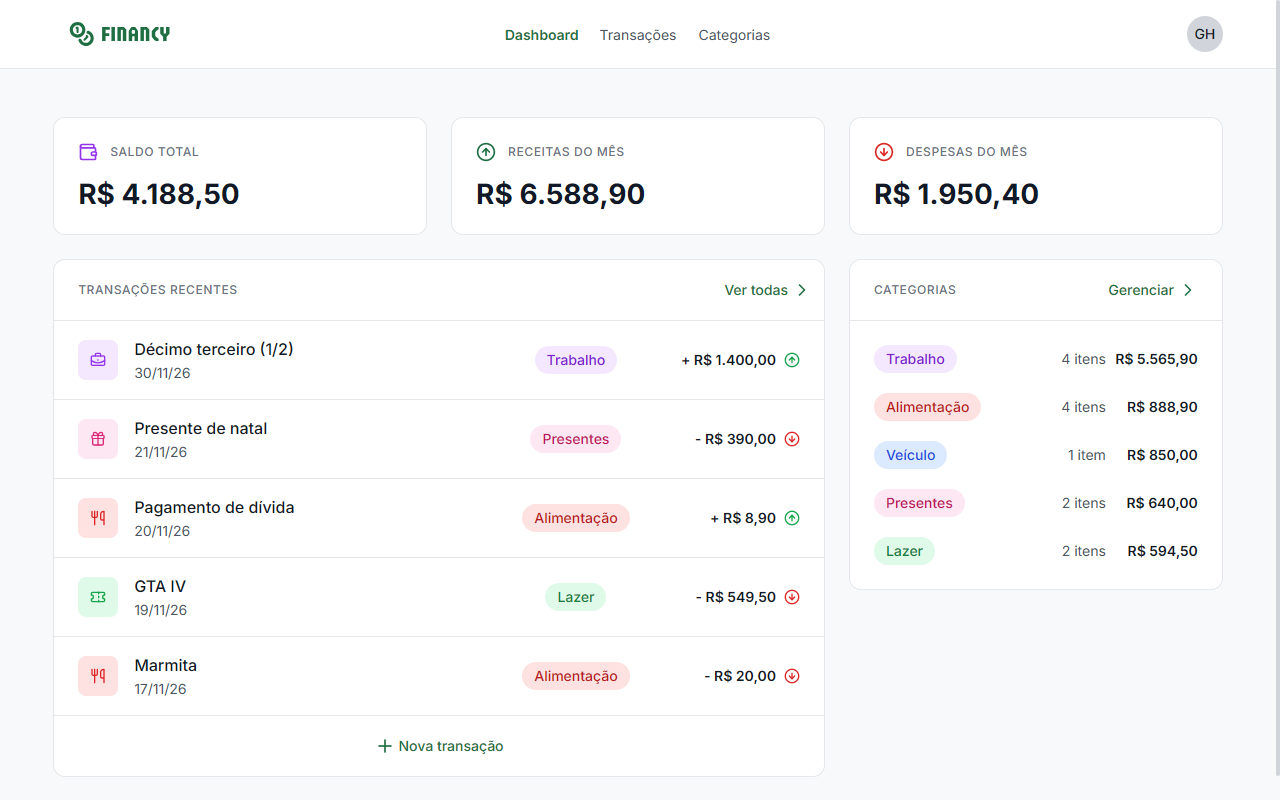 FINANCY
Dashboard Transações Categorias
GH
SALDO TOTAL
R$ 4.188,50
RECEITAS DO MÊS
R$ 6.588,90
DESPESAS DO MÊS
R$ 1.950,40
TRANSAÇÕES RECENTES Ver todas
Décimo terceiro (1/2)
30/11/26
Trabalho
+ R$ 1.400,00
Presente de natal
21/11/26
Presentes
- R$ 390,00
Pagamento de dívida
20/11/26
Alimentação
+ R$ 8,90
GTA IV
19/11/26
Lazer
- R$ 549,50
Marmita
17/11/26
Alimentação
- R$ 20,00
Nova transação
CATEGORIAS Gerenciar
Trabalho 4 itens R$ 5.565,90
Alimentação 4 itens R$ 888,90
Veículo 1 item R$ 850,00
Presentes 2 itens R$ 640,00
Lazer 2 itens R$ 594,50